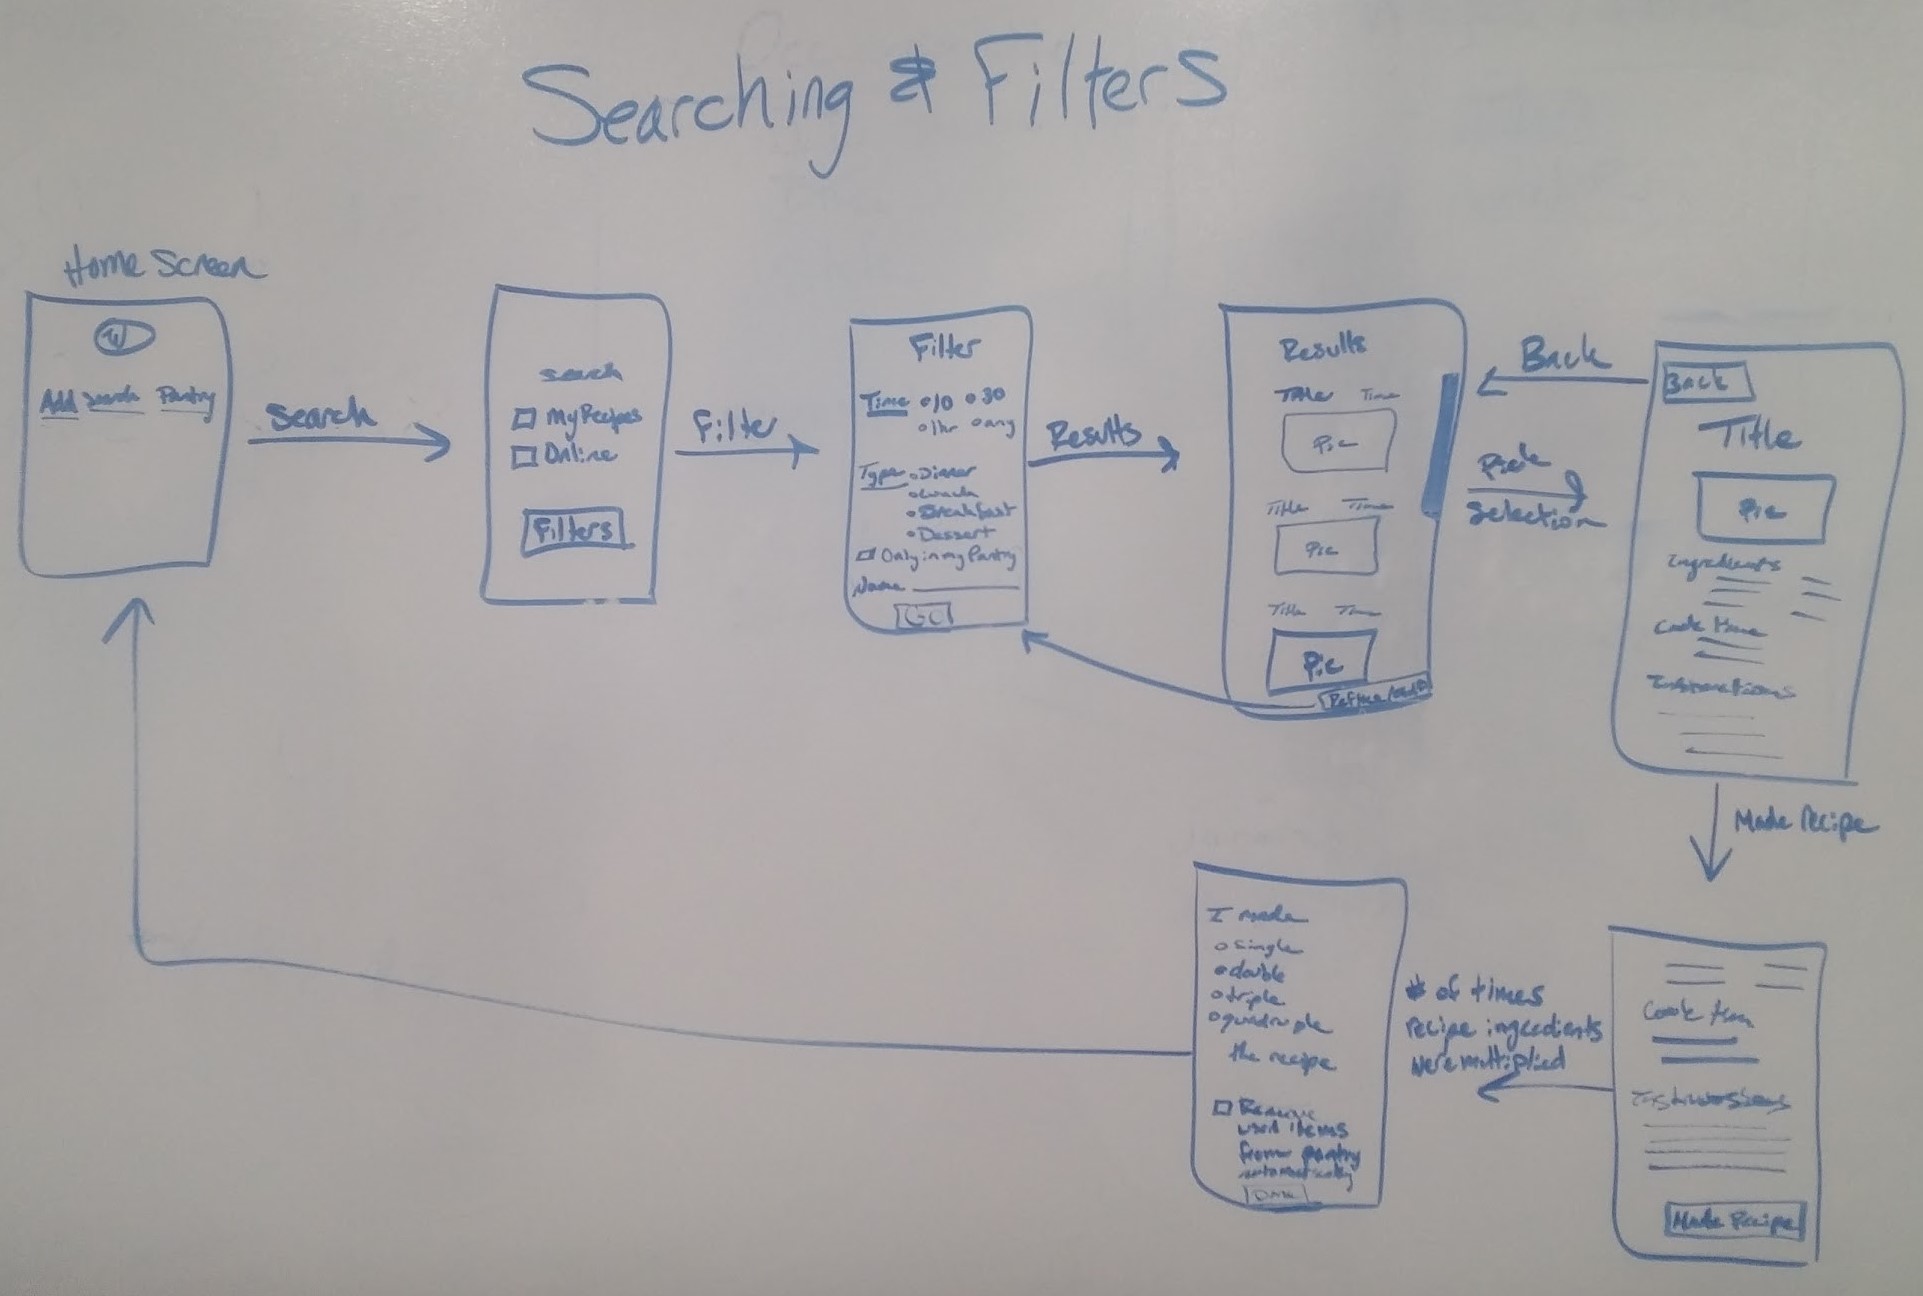 Searching & Filters
Home Screen
W
Add Search Pantry
Search
Search
My Recipes
Online
Filters
Filter
Filter
Time 10 30
1hr any
Type Dinner
Lunch
Breakfast
Dessert
Only in my Pantry
Name
GO
Results
Results
Title Time
Pic
Title Time
Pic
Title Time
Pic
Back
Pick
Selection
Back
Title
Pic
Ingredients
Cook time
Instructions
Made Recipe
Cook time
Instructions
Made Recipe
# of times
recipe ingredients
were multiplied
I made
single
double
triple
quadruple
the recipe
Remove
used items
from pantry
automatically
Done